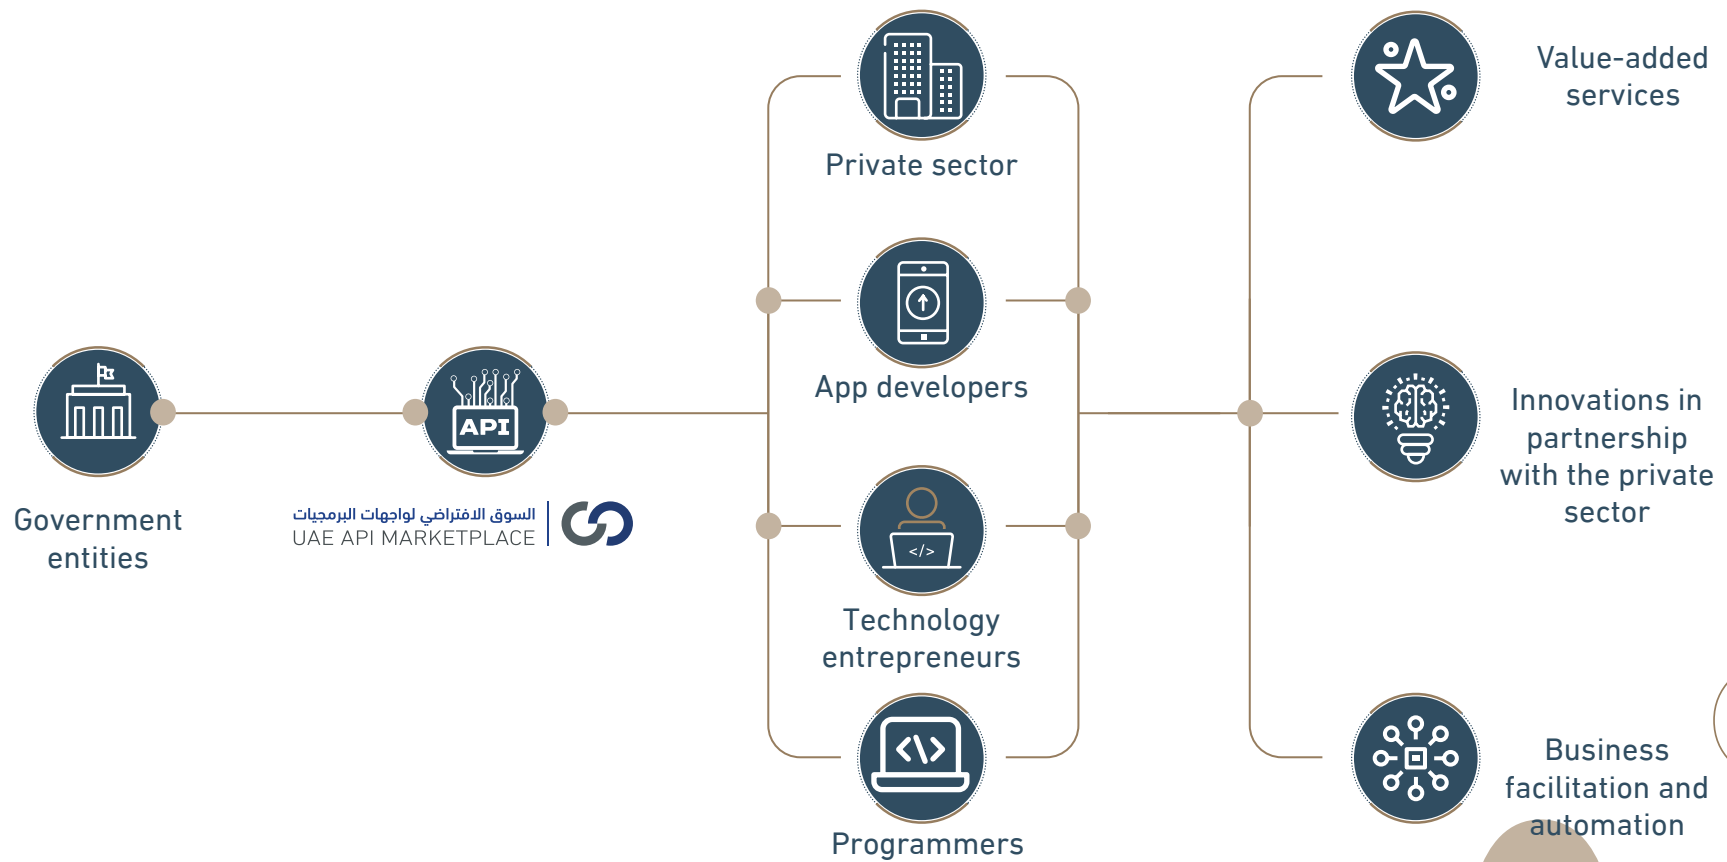 Government
entities
API
السوق الافتراضي لواجهات البرمجيات
UAE API MARKETPLACE
Private sector
App developers
</>
Technology
entrepreneurs
<\>
Programmers
Value-added
services
Innovations in
partnership
with the private
sector
Business
facilitation and
automation